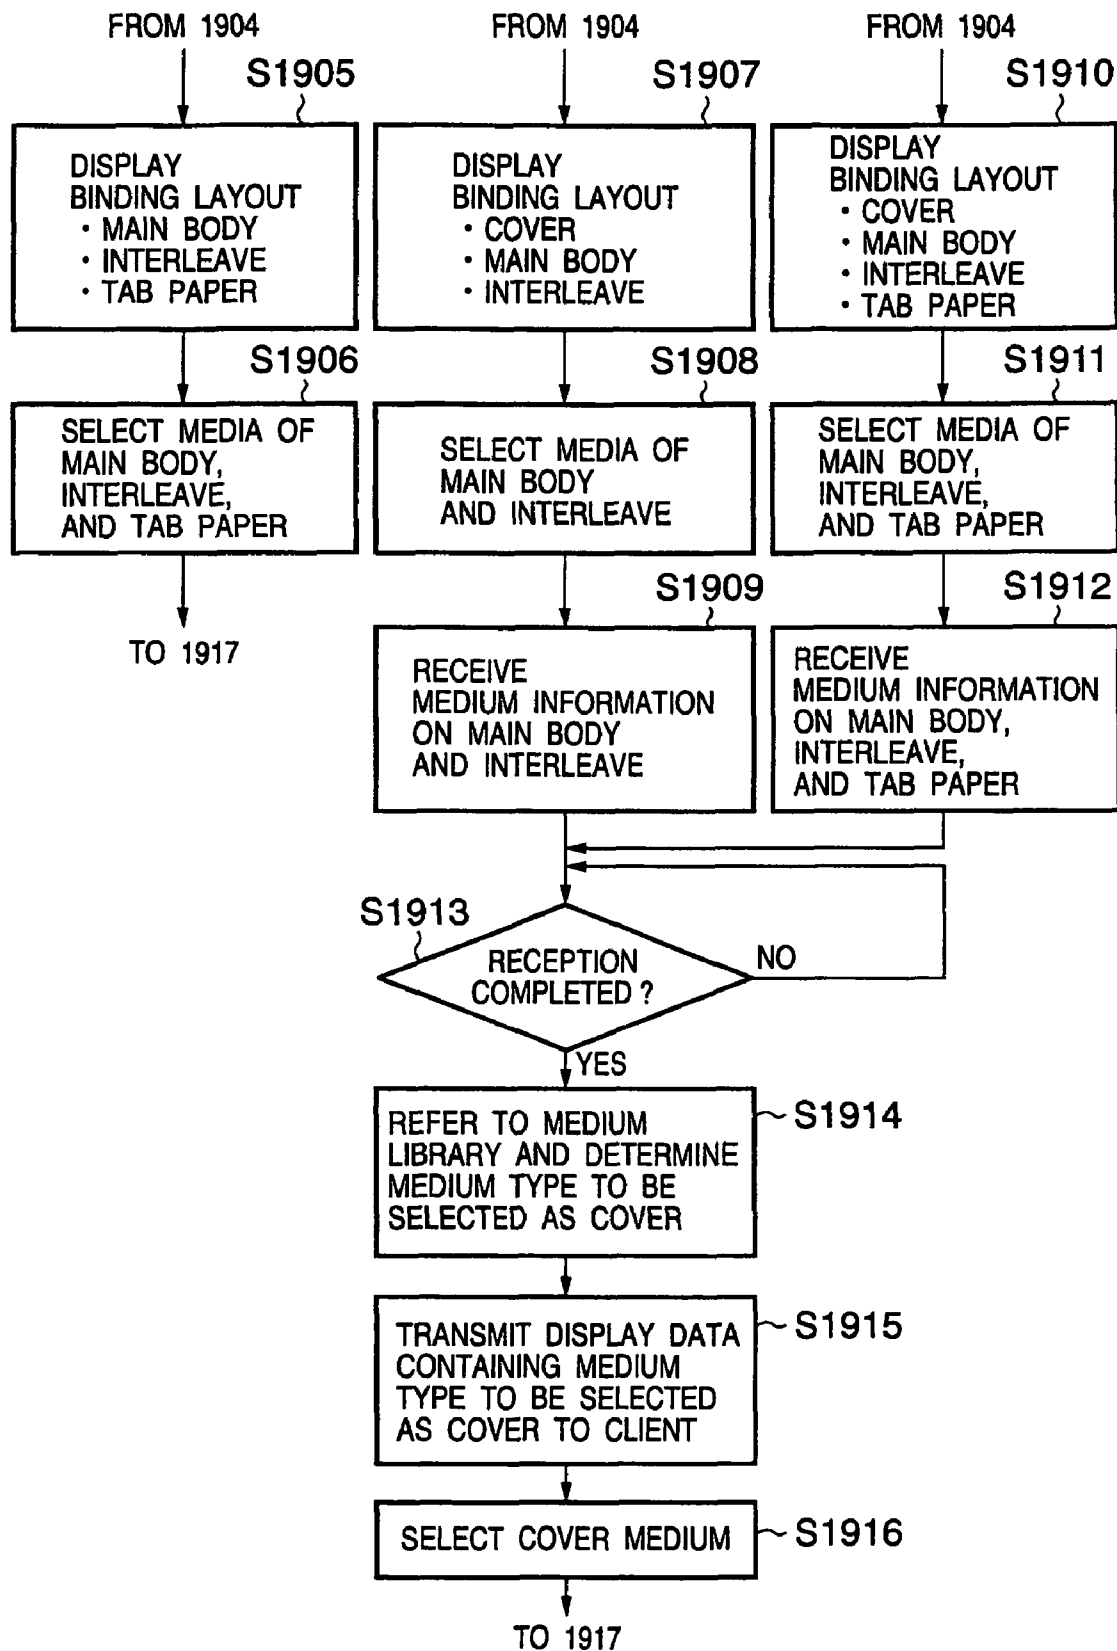 FROM 1904
FROM 1904
FROM 1904
S1905
DISPLAY
BINDING LAYOUT
・MAIN BODY
・INTERLEAVE
・TAB PAPER
S1907
DISPLAY
BINDING LAYOUT
・COVER
・MAIN BODY
・INTERLEAVE
S1910
DISPLAY
BINDING LAYOUT
・COVER
・MAIN BODY
・INTERLEAVE
・TAB PAPER
S1906
SELECT MEDIA OF
MAIN BODY,
INTERLEAVE,
AND TAB PAPER
S1908
SELECT MEDIA OF
MAIN BODY
AND INTERLEAVE
S1911
SELECT MEDIA OF
MAIN BODY,
INTERLEAVE,
AND TAB PAPER
TO 1917
S1909
RECEIVE
MEDIUM INFORMATION
ON MAIN BODY
AND INTERLEAVE
S1912
RECEIVE
MEDIUM INFORMATION
ON MAIN BODY,
INTERLEAVE,
AND TAB PAPER
S1913
RECEPTION
COMPLETED ?
NO
YES
REFER TO MEDIUM
LIBRARY AND DETERMINE
MEDIUM TYPE TO BE
SELECTED AS COVER
S1914
TRANSMIT DISPLAY DATA
CONTAINING MEDIUM
TYPE TO BE SELECTED
AS COVER TO CLIENT
S1915
SELECT COVER MEDIUM
S1916
TO 1917